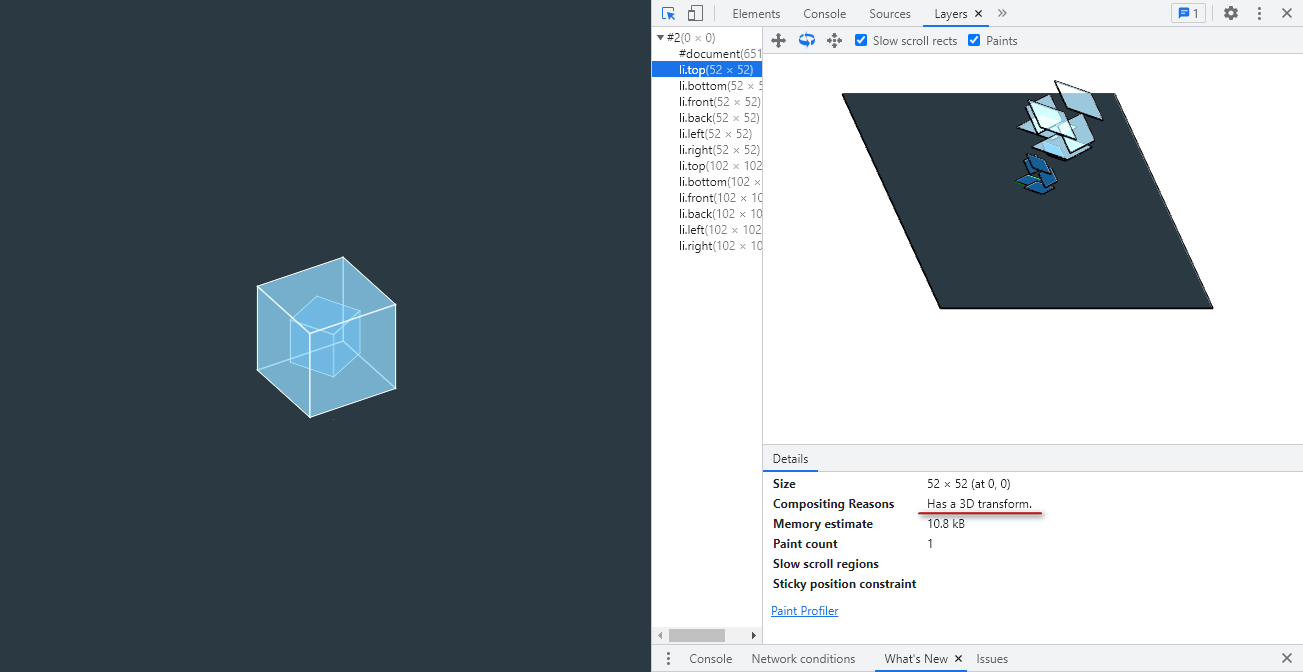 Elements Console Sources Layers × » 1
Slow scroll rects Paints
#2(0 × 0)
#document(651
li.top(52 × 52)
li.bottom(52 × 5
li.front(52 × 52)
li.back(52 × 52)
li.left(52 × 52)
li.right(52 × 52)
li.top(102 × 102
li.bottom(102 ×
li.front(102 × 10
li.back(102 × 10
li.left(102 × 102
li.right(102 × 10
Details
Size 52 × 52 (at 0, 0)
Compositing Reasons Has a 3D transform.
Memory estimate 10.8 kB
Paint count 1
Slow scroll regions
Sticky position constraint
Paint Profiler
Console Network conditions What's New × Issues